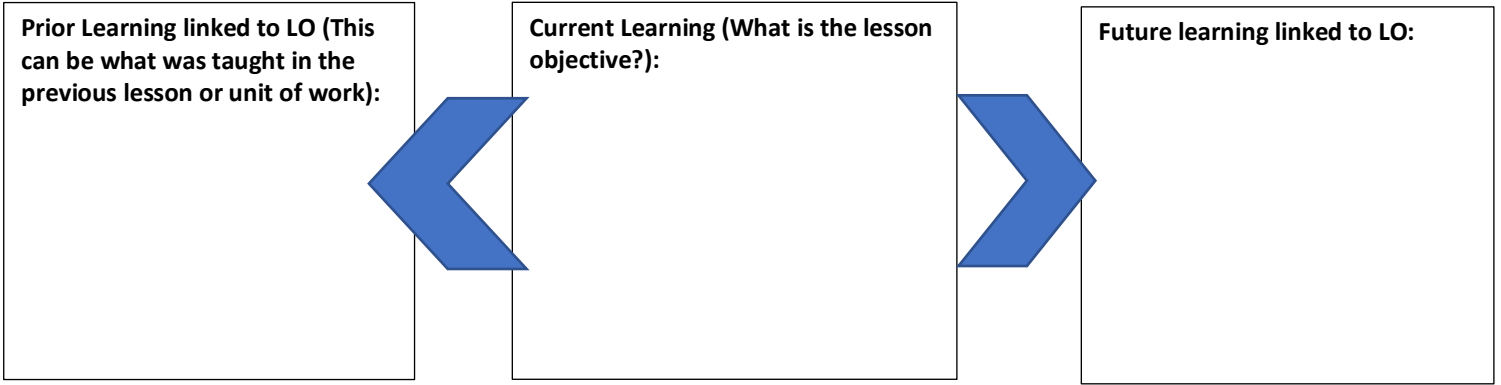 Prior Learning linked to LO (This
can be what was taught in the
previous lesson or unit of work):
Current Learning (What is the lesson
objective?):
Future learning linked to LO: